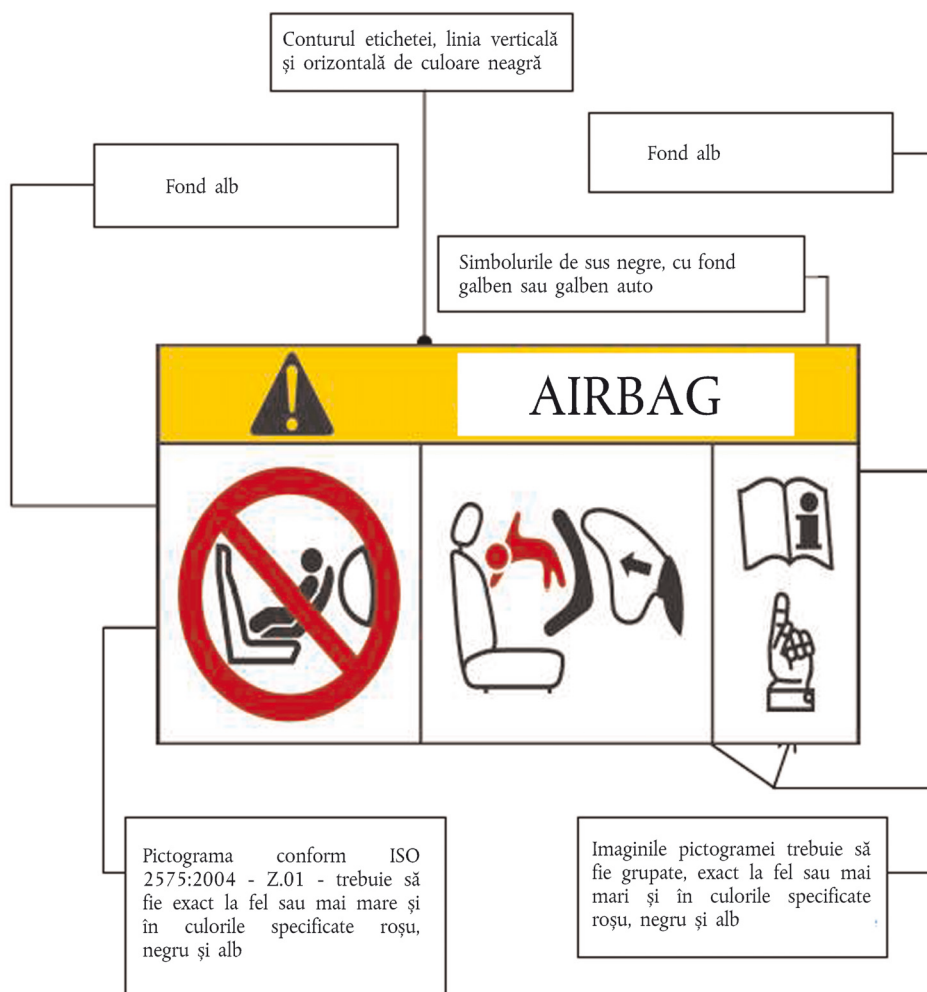 Conturul etichetei, linia verticală
și orizontală de culoare neagră
Fond alb
Fond alb
Simbolurile de sus negre, cu fond
galben sau galben auto
AIRBAG
Pictograma conform ISO
2575:2004 - Z.01 - trebuie să
fie exact la fel sau mai mare și
în culorile specificate roșu,
negru și alb
Imaginile pictogramei trebuie să
fie grupate, exact la fel sau mai
mari și în culorile specificate
roșu, negru și alb